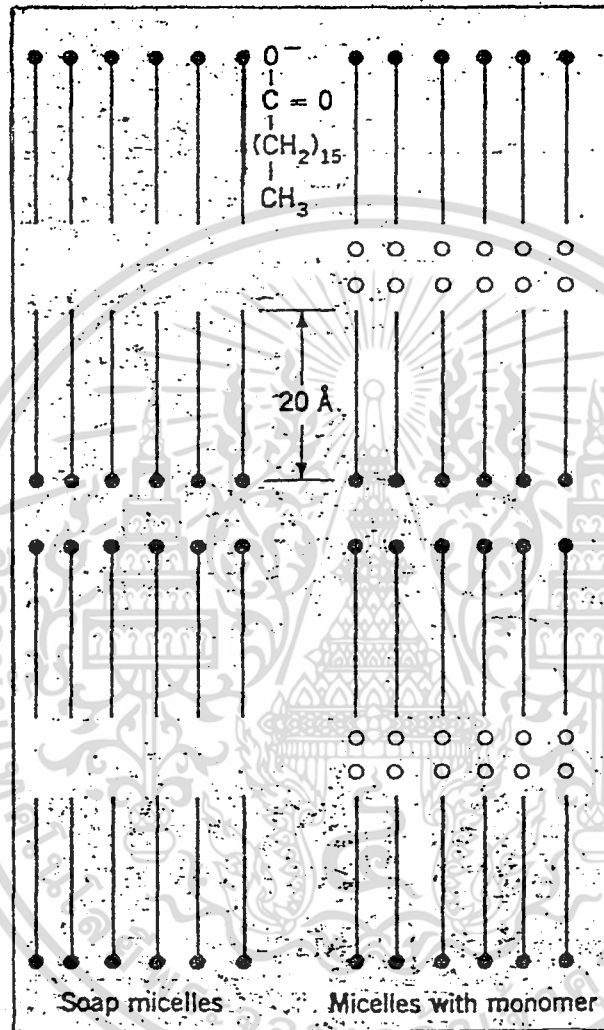 O⁻
C = O
(CH₂)₁₅
CH₃
20 Å
Soap micelles
Micelles with monomer